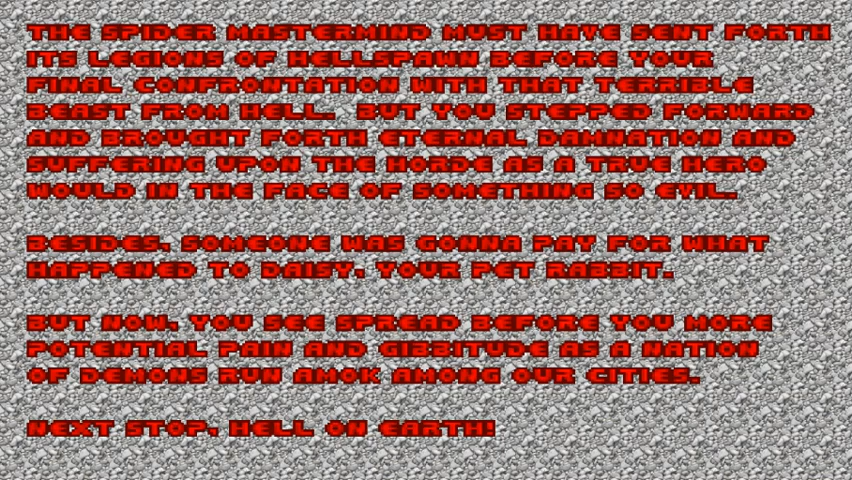 THE SPIDER MASTERMIND MUST HAVE SENT FORTH
ITS LEGIONS OF HELLSPAWN BEFORE YOUR
FINAL CONFRONTATION WITH THAT TERRIBLE
BEAST FROM HELL.  BUT YOU STEPPED FORWARD
AND BROUGHT FORTH ETERNAL DAMNATION AND
SUFFERING UPON THE HORDE AS A TRUE HERO
WOULD IN THE FACE OF SOMETHING SO EVIL.
BESIDES, SOMEONE WAS GONNA PAY FOR WHAT
HAPPENED TO DAISY, YOUR PET RABBIT.
BUT NOW, YOU SEE SPREAD BEFORE YOU MORE
POTENTIAL PAIN AND GIBBITUDE AS A NATION
OF DEMONS RUN AMOK AMONG OUR CITIES.
NEXT STOP, HELL ON EARTH!